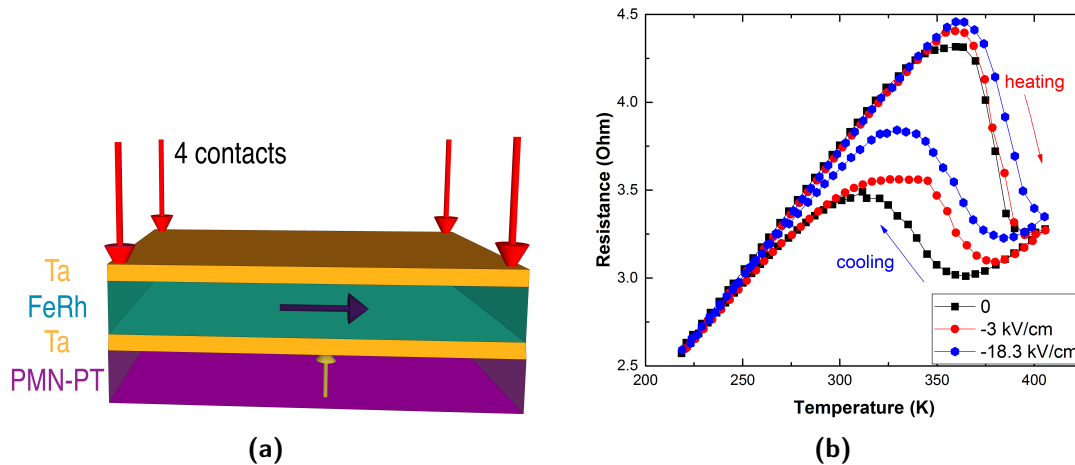 4 contacts
Ta
FeRh
Ta
PMN-PT
(a)
4.5
4.0
3.5
3.0
2.5
Resistance (Ohm)
heating
cooling
0
-3 kV/cm
-18.3 kV/cm
200 250 300 350 400
Temperature (K)
(b)